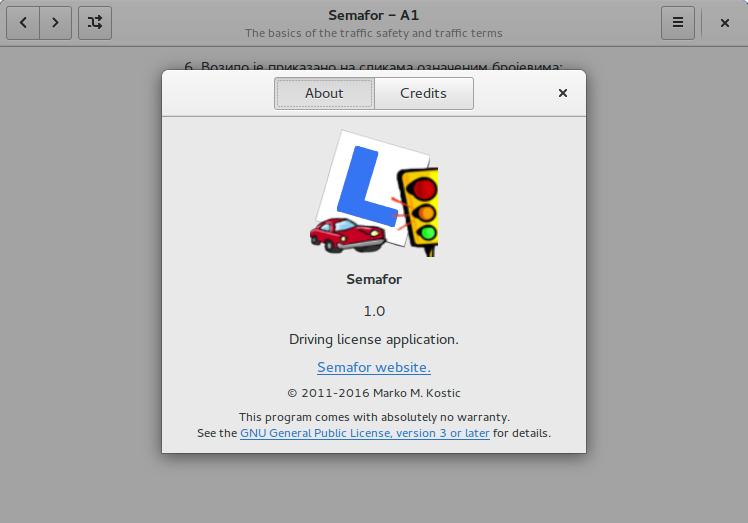 Semafor – A1
The basics of the traffic safety and traffic terms
6. Возило је приказано на сликама означеним бројевима:
About
Credits
L
Semafor
1.0
Driving license application.
Semafor website.
© 2011-2016 Marko M. Kostic
This program comes with absolutely no warranty.
See the GNU General Public License, version 3 or later for details.